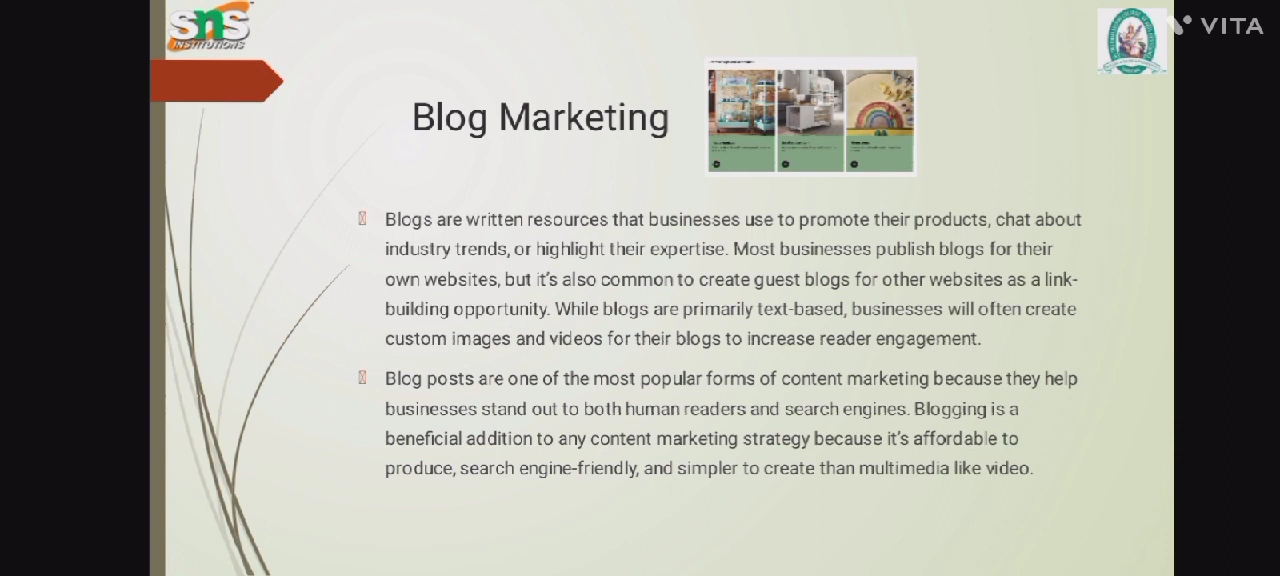 SNS
INSTITUTIONS
VITA
Blog Marketing
Blogs are written resources that businesses use to promote their products, chat about
industry trends, or highlight their expertise. Most businesses publish blogs for their
own websites, but it’s also common to create guest blogs for other websites as a link-
building opportunity. While blogs are primarily text-based, businesses will often create
custom images and videos for their blogs to increase reader engagement.
Blog posts are one of the most popular forms of content marketing because they help
businesses stand out to both human readers and search engines. Blogging is a
beneficial addition to any content marketing strategy because it’s affordable to
produce, search engine-friendly, and simpler to create than multimedia like video.